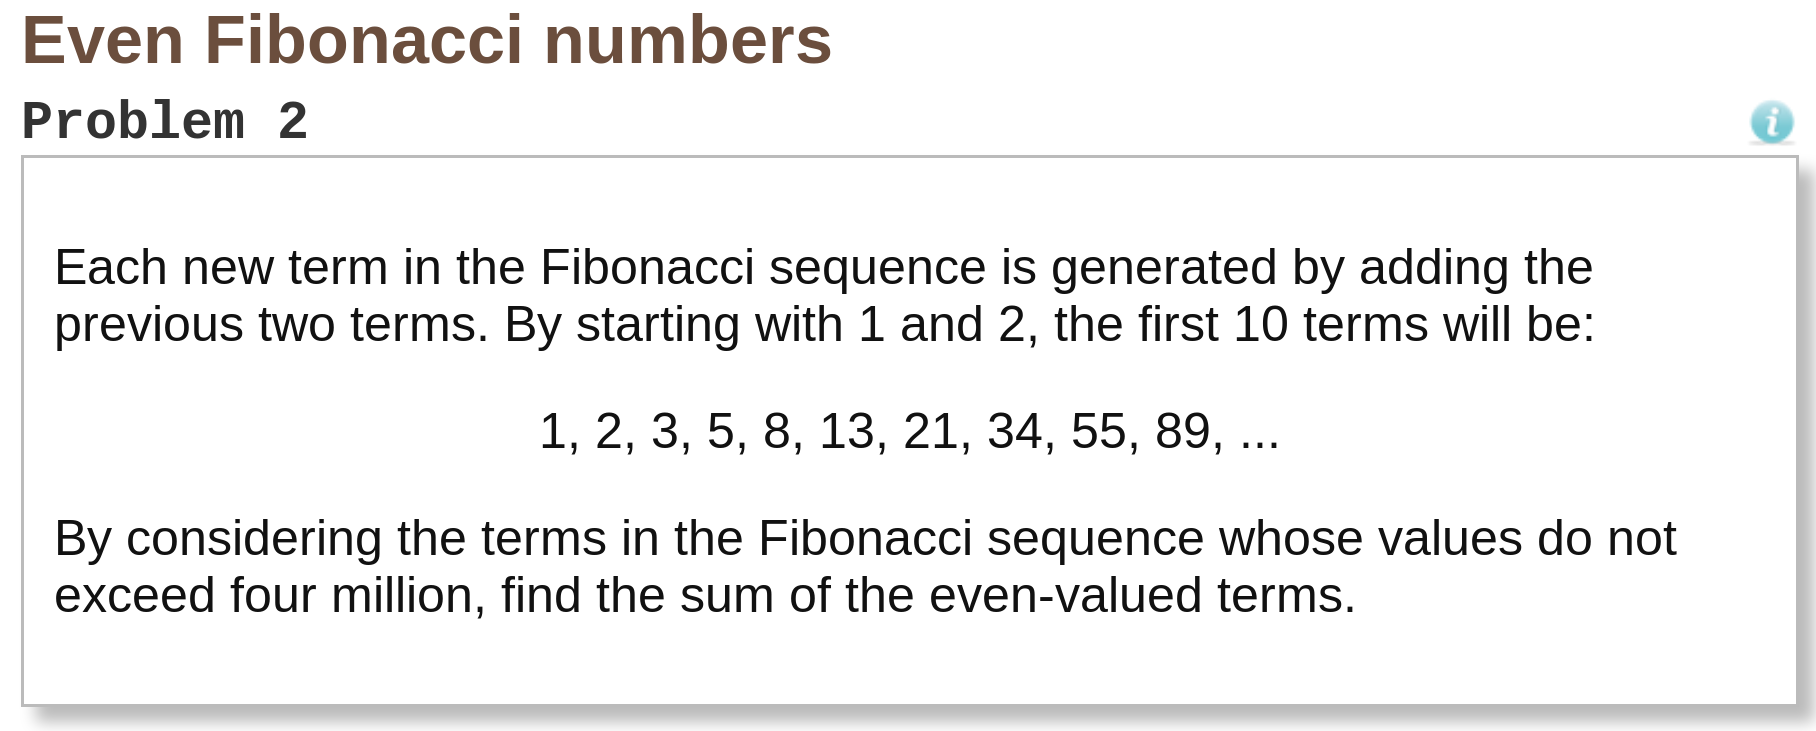 Even Fibonacci numbers
Problem 2
i
Each new term in the Fibonacci sequence is generated by adding the
previous two terms. By starting with 1 and 2, the first 10 terms will be:
1, 2, 3, 5, 8, 13, 21, 34, 55, 89, ...
By considering the terms in the Fibonacci sequence whose values do not
exceed four million, find the sum of the even-valued terms.